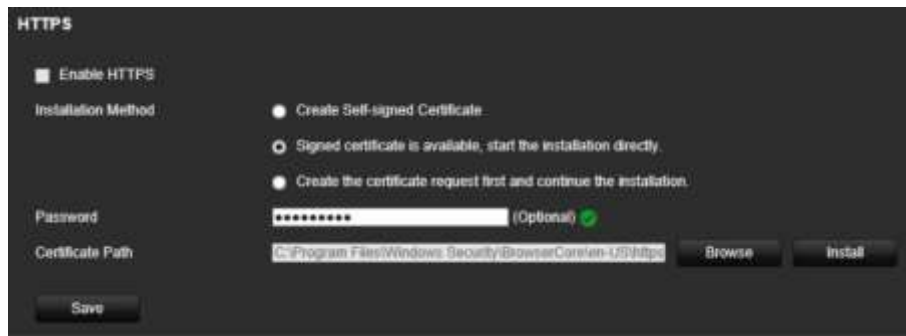 HTTPS
Enable HTTPS
Installation Method
Create Self-signed Certificate
Signed certificate is available, start the installation directly.
Create the certificate request first and continue the installation.
Password ●●●●●●●●● (Optional)
Certificate Path C:\Program Files\Windows Security\BrowserCore\en-US\https Browse Install
Save